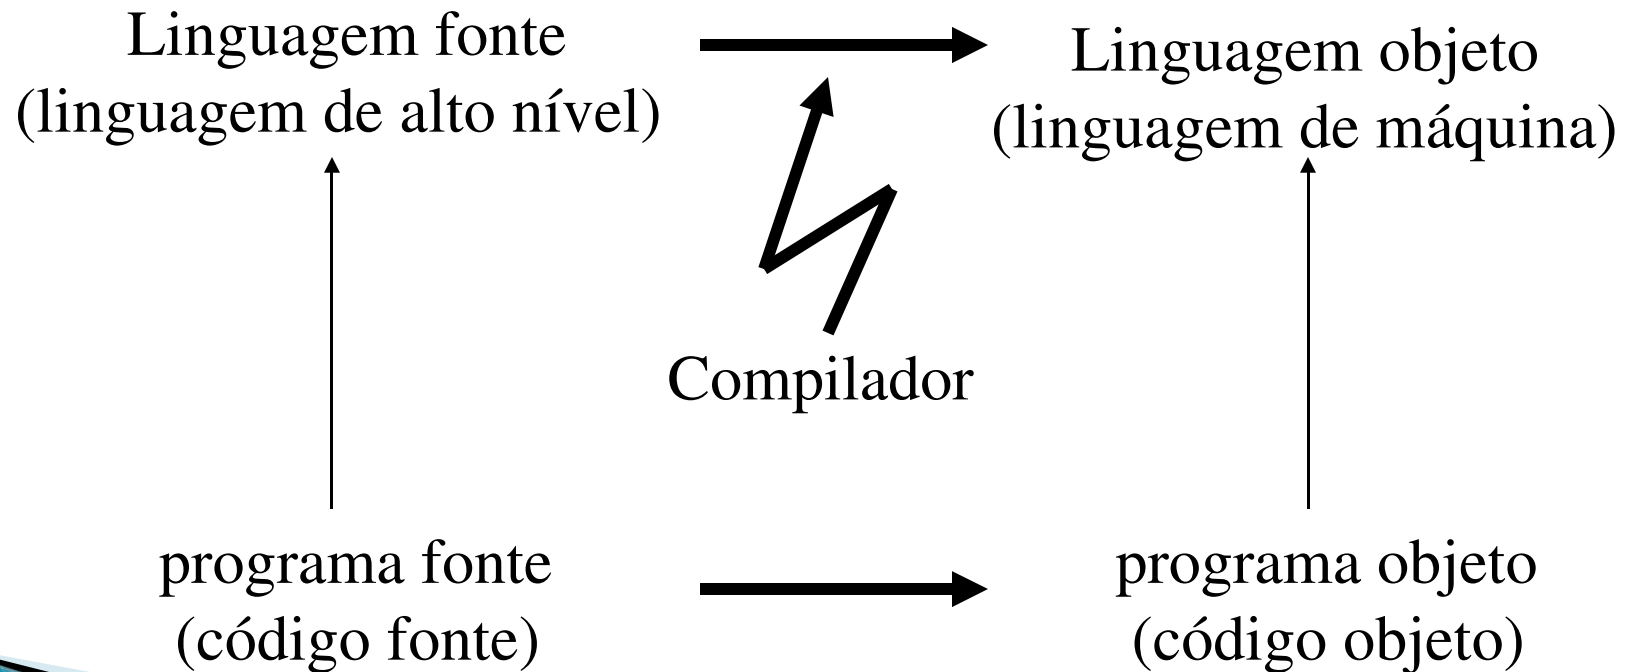 Linguagem fonte
(linguagem de alto nível)
Linguagem objeto
(linguagem de máquina)
Compilador
programa fonte
(código fonte)
programa objeto
(código objeto)